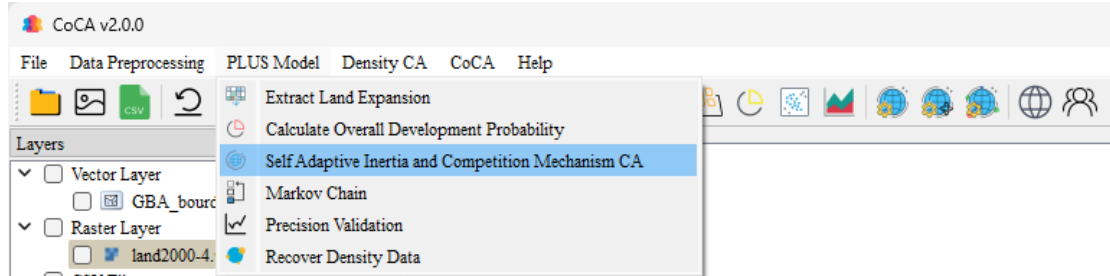 CoCA v2.0.0
File Data Preprocessing PLUS Model Density CA CoCA Help
CSV
Layers
Vector Layer
GBA_bourd
Raster Layer
land2000-4.
Extract Land Expansion
Calculate Overall Development Probability
Self Adaptive Inertia and Competition Mechanism CA
Markov Chain
Precision Validation
Recover Density Data